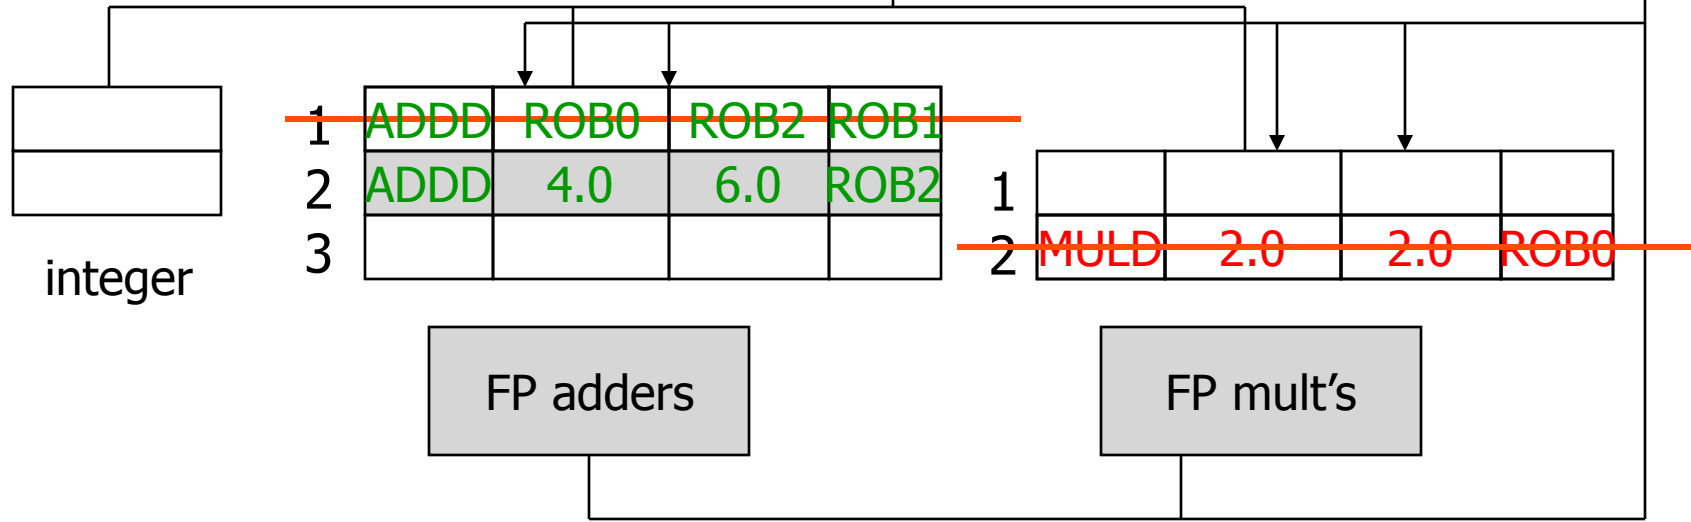 1 ADDD ROB0 ROB2 ROB1
2 ADDD 4.0 6.0 ROB2
3
integer
1
2 MULD 2.0 2.0 ROB0
FP adders
FP mult’s